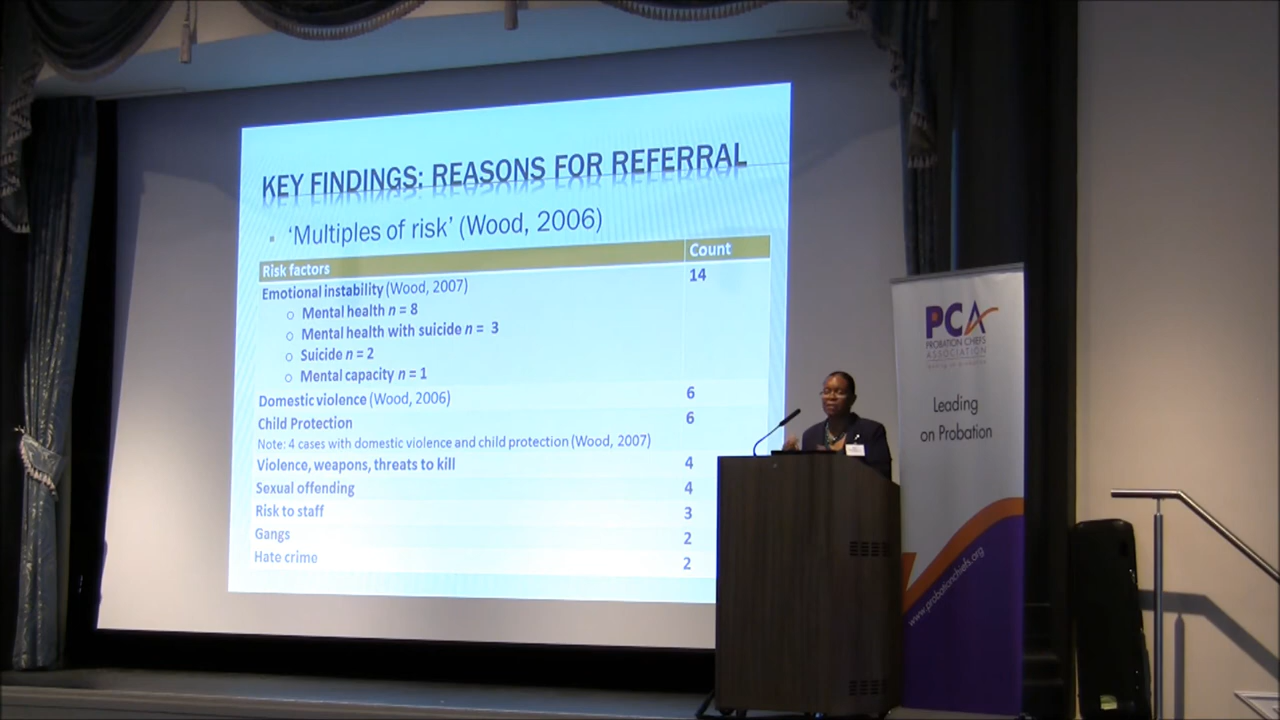 KEY FINDINGS: REASONS FOR REFERRAL
▪ ‘Multiples of risk’ (Wood, 2006)
Risk factors Count
Emotional instability (Wood, 2007) 14
o Mental health n = 8
o Mental health with suicide n = 3
o Suicide n = 2
o Mental capacity n = 1
Domestic violence (Wood, 2006) 6
Child Protection 6
Note: 4 cases with domestic violence and child protection (Wood, 2007)
Violence, weapons, threats to kill 4
Sexual offending 4
Risk to staff 3
Gangs 2
Hate crime 2
PCA
PROBATION CHIEFS
ASSOCIATION
Leading
on Probation
www.probationchiefs.org